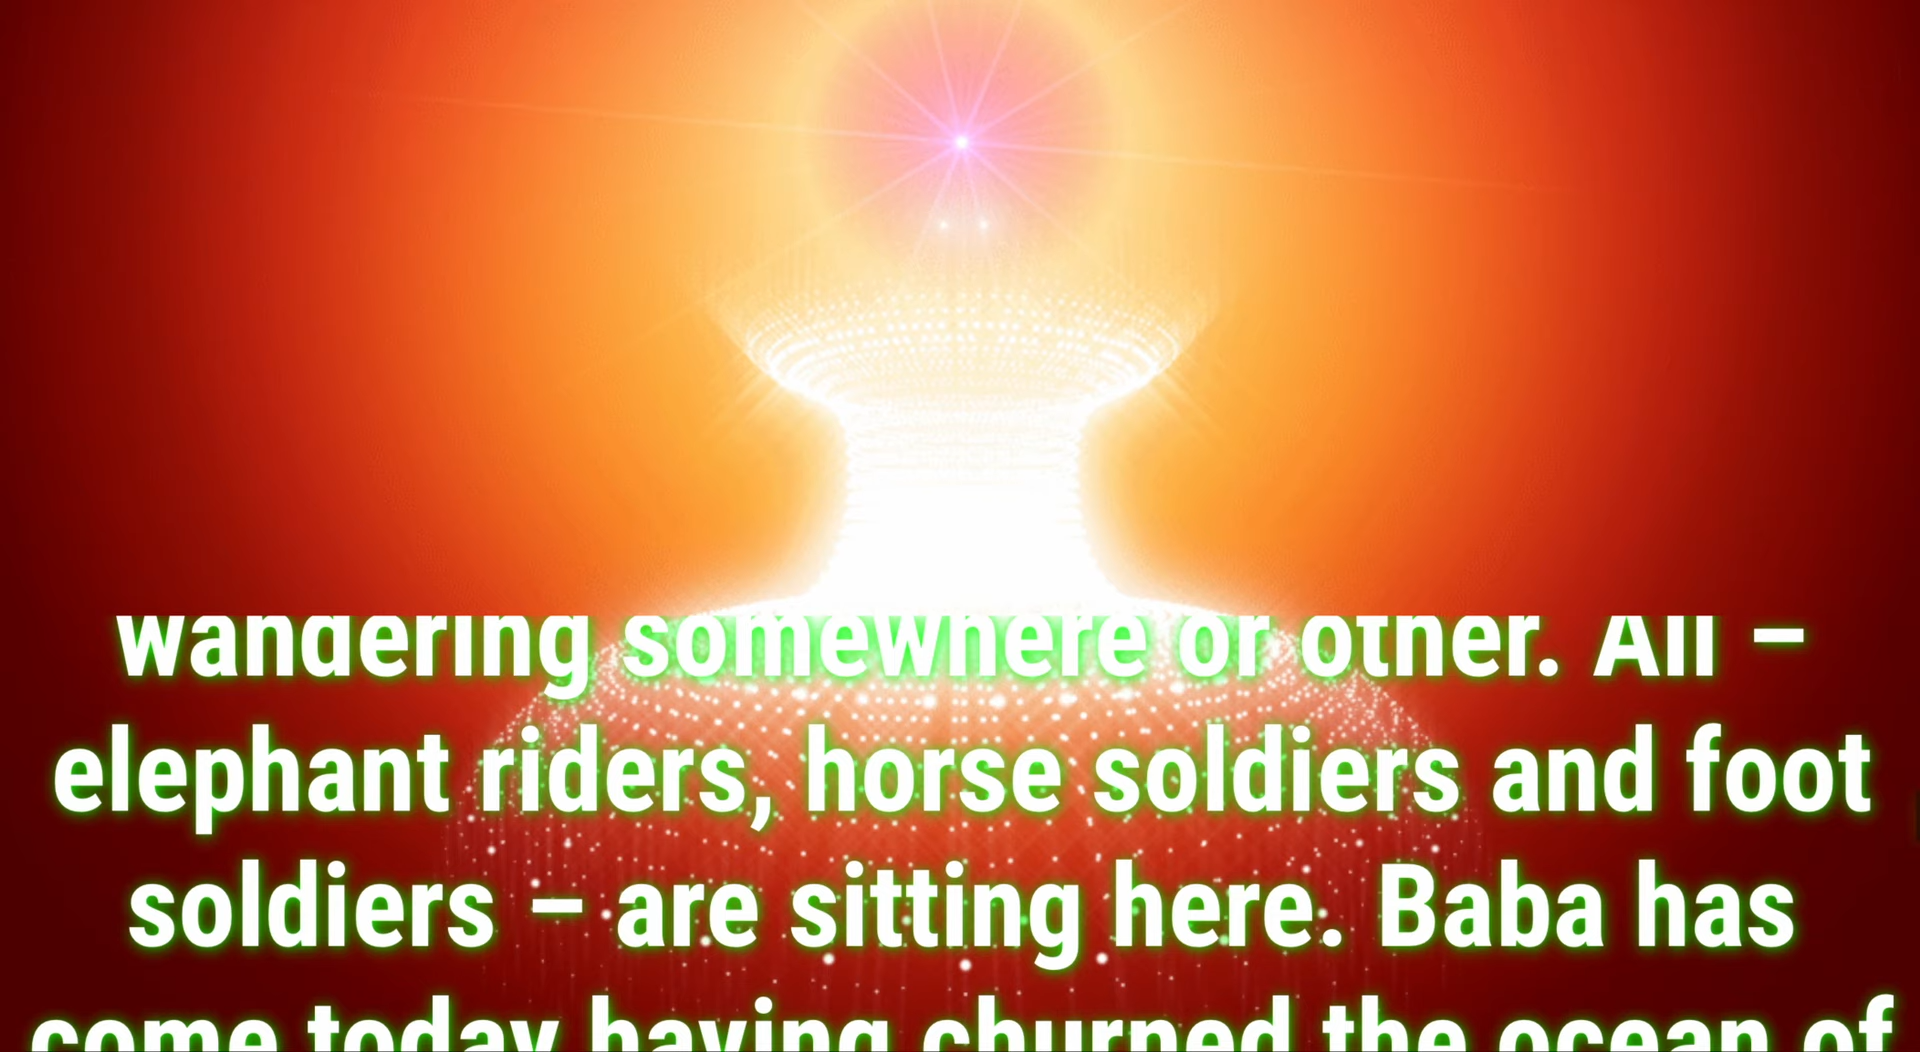 wandering somewhere or other. All –
elephant riders, horse soldiers and foot
soldiers – are sitting here. Baba has
come today having churned the ocean of